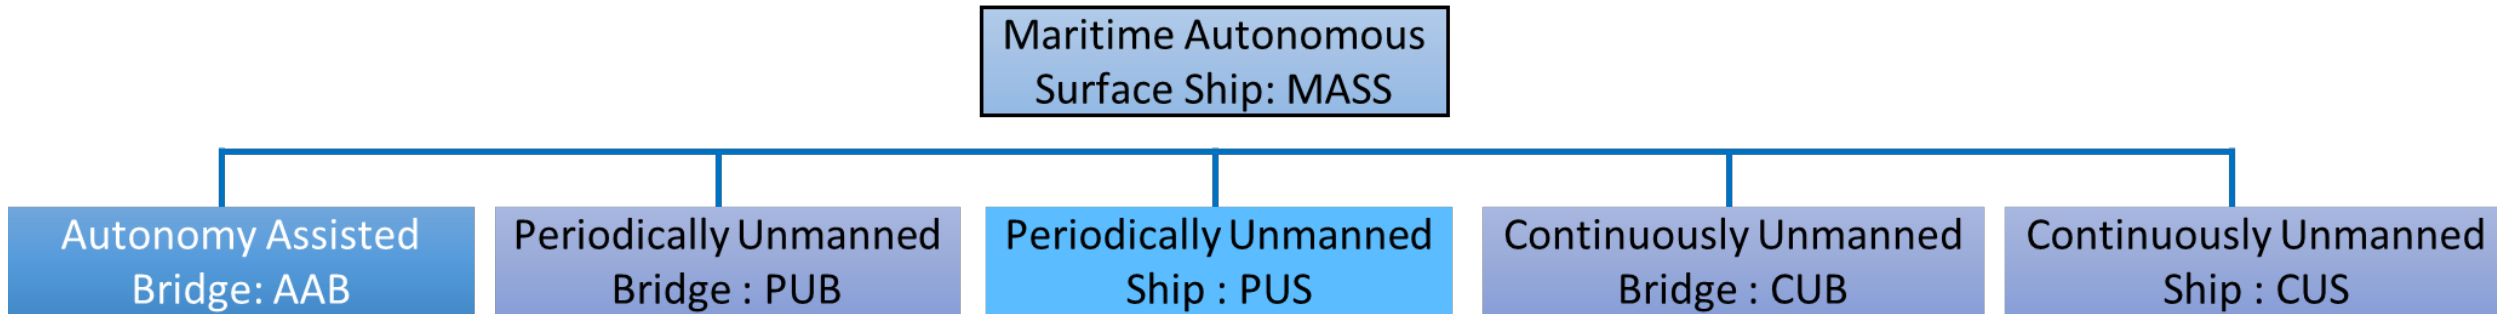 Maritime Autonomous
Surface Ship: MASS
Autonomy Assisted
Bridge: AAB
Periodically Unmanned
Bridge : PUB
Periodically Unmanned
Ship : PUS
Continuously Unmanned
Bridge : CUB
Continuously Unmanned
Ship : CUS